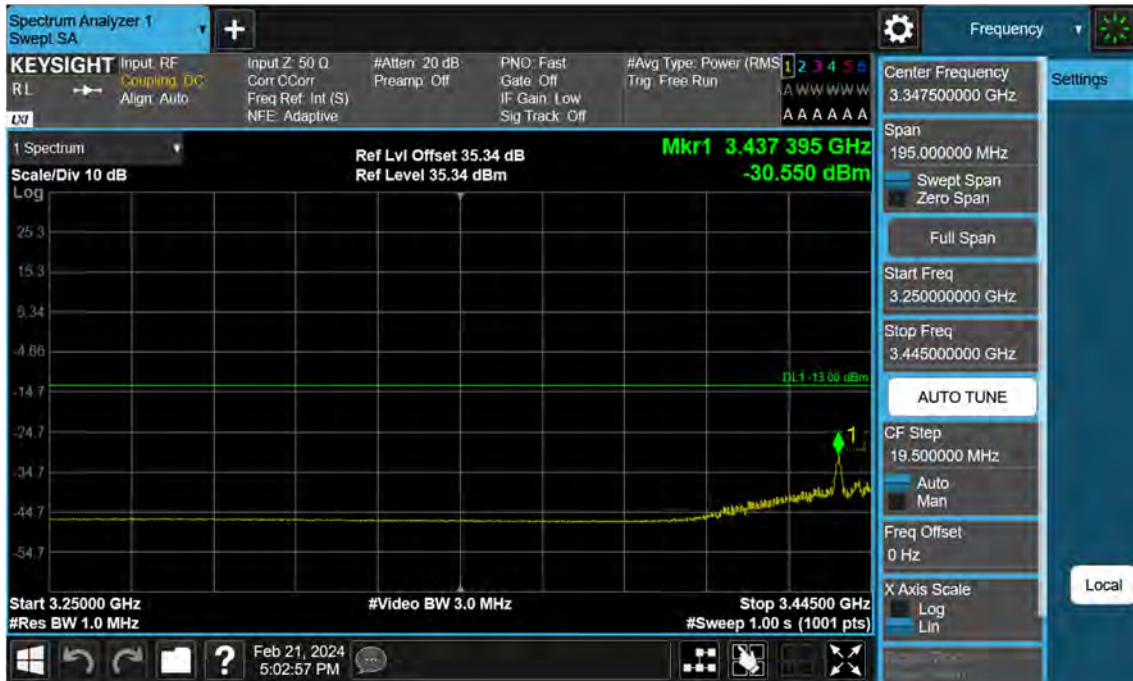 Spectrum Analyzer 1
Swept SA
Frequency
KEYSIGHT
RL
LXI
Input: RF
Coupling: DC
Align: Auto
Input Z: 50 Ω
Corr CCorr
Freq Ref: Int (S)
NFE: Adaptive
#Atten: 20 dB
Preamp: Off
PNO: Fast
Gate: Off
IF Gain: Low
Sig Track: Off
#Avg Type: Power (RMS
Trig: Free Run
1 2 3 4 5 6
A W W W W W
A A A A A A
1 Spectrum
Scale/Div 10 dB
Ref Lvl Offset 35.34 dB
Ref Level 35.34 dBm
Mkr1 3.437 395 GHz
-30.550 dBm
Log
25.3
15.3
5.34
-4.66
DL1 -13.00 dBm
-14.7
-24.7
1
-34.7
-44.7
-54.7
Start 3.25000 GHz
#Video BW 3.0 MHz
Stop 3.44500 GHz
#Res BW 1.0 MHz
#Sweep 1.00 s (1001 pts)
Feb 21, 2024
5:02:57 PM
?
Center Frequency
3.347500000 GHz
Settings
Span
195.000000 MHz
Swept Span
Zero Span
Full Span
Start Freq
3.250000000 GHz
Stop Freq
3.445000000 GHz
AUTO TUNE
CF Step
19.500000 MHz
Auto
Man
Freq Offset
0 Hz
X Axis Scale
Log
Lin
Local